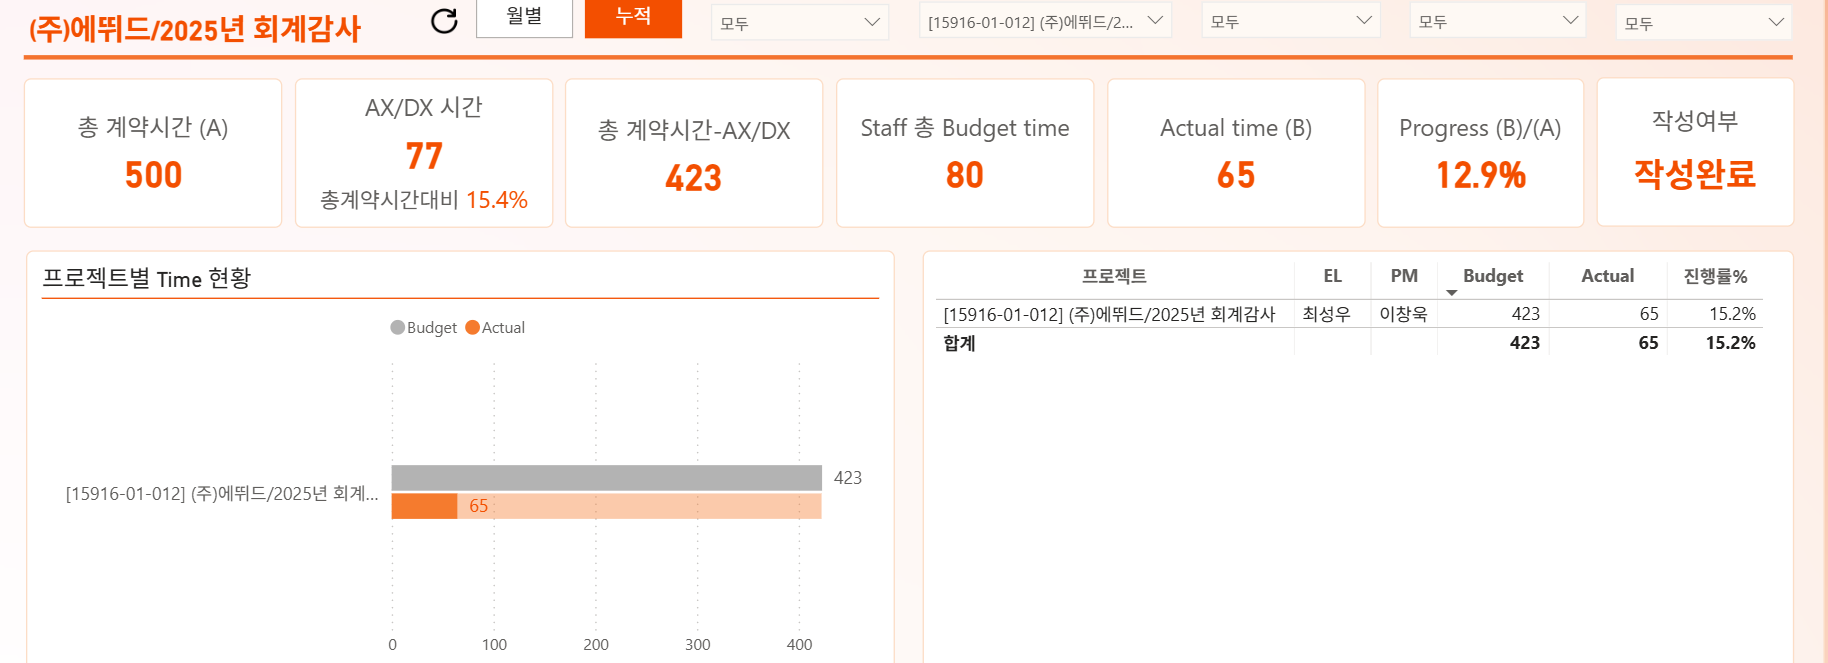 (주)에뛰드/2025년 회계감사
월별
누적
모두
[15916-01-012] (주)에뛰드/2...
모두
모두
모두
총 계약시간 (A)
500
AX/DX 시간
77
총계약시간대비 15.4%
총 계약시간-AX/DX
423
Staff 총 Budget time
80
Actual time (B)
65
Progress (B)/(A)
12.9%
작성여부
작성완료
프로젝트별 Time 현황
Budget Actual
[15916-01-012] (주)에뛰드/2025년 회계...
423
65
0 100 200 300 400
프로젝트 EL PM Budget Actual 진행률%
[15916-01-012] (주)에뛰드/2025년 회계감사 최성우 이창욱 423 65 15.2%
합계 423 65 15.2%